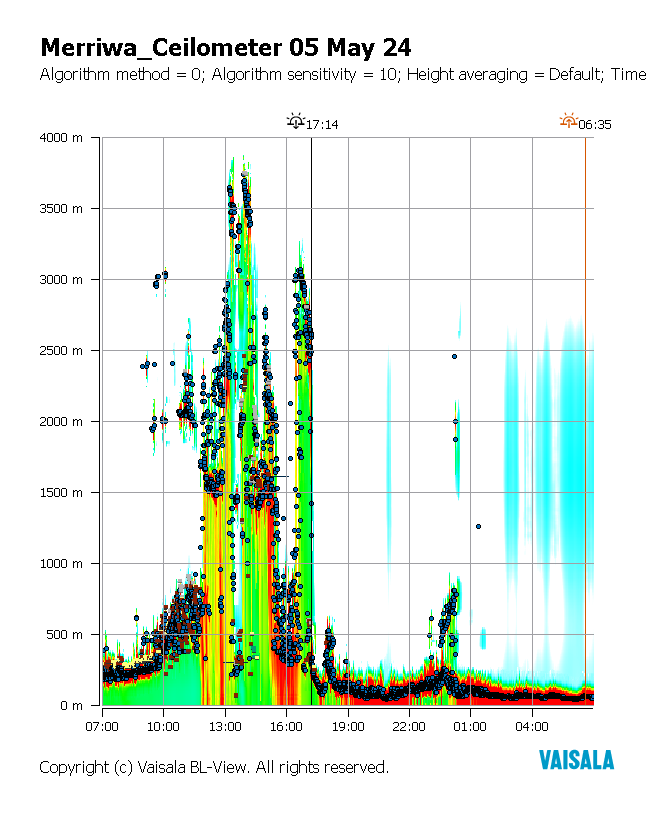 Merriwa_Ceilometer 05 May 24
Algorithm method = 0; Algorithm sensitivity = 10; Height averaging = Default; Time
17:14
06:35
4000 m
3500 m
3000 m
2500 m
2000 m
1500 m
1000 m
500 m
0 m
07:00 10:00 13:00 16:00 19:00 22:00 01:00 04:00
VAISALA
Copyright (c) Vaisala BL-View. All rights reserved.